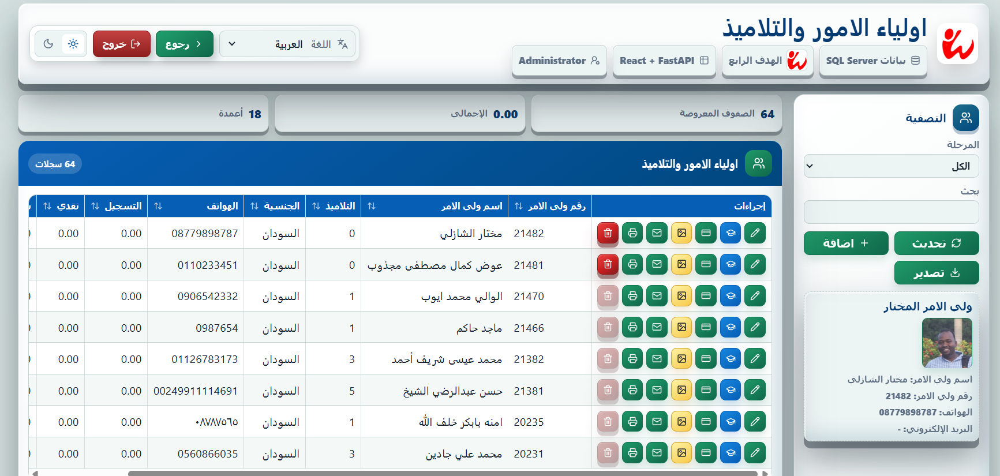 اولياء الامور والتلاميذ
بيانات SQL Server
الهدف الرابع
React + FastAPI
Administrator
اللغة العربية
رجوع
خروج
التصفية
المرحلة
الكل
بحث
تحديث
اضافة
تصدير
ولي الامر المختار
اسم ولي الامر: مختار الشازلي
رقم ولي الامر: 21482
الهواتف: 08779898787
البريد الإلكتروني: -
64 الصفوف المعروضة
0.00 الإجمالي
18 أعمدة
اولياء الامور والتلاميذ
64 سجلات
إجراءات رقم ولي الامر اسم ولي الامر التلاميذ الجنسية الهواتف التسجيل نقدي
21482 مختار الشازلي 0 السودان 08779898787 0.00 0.00
21481 عوض كمال مصطفى مجذوب 0 السودان 0110233451 0.00 0.00
21470 الوالي محمد ايوب 1 السودان 0906542332 0.00 0.00
21466 ماجد حاكم 1 السودان 0987654 0.00 0.00
21382 محمد عيسى شريف أحمد 3 السودان 01126783173 0.00 0.00
21381 حسن عبدالرضي الشيخ 5 السودان 00249911114691 0.00 0.00
20235 امنه بابكر خلف الله 1 السودان ٠٨٧٨٧٥٦٥ 0.00 0.00
20231 محمد علي جادين 3 السودان 0560866035 0.00 0.00